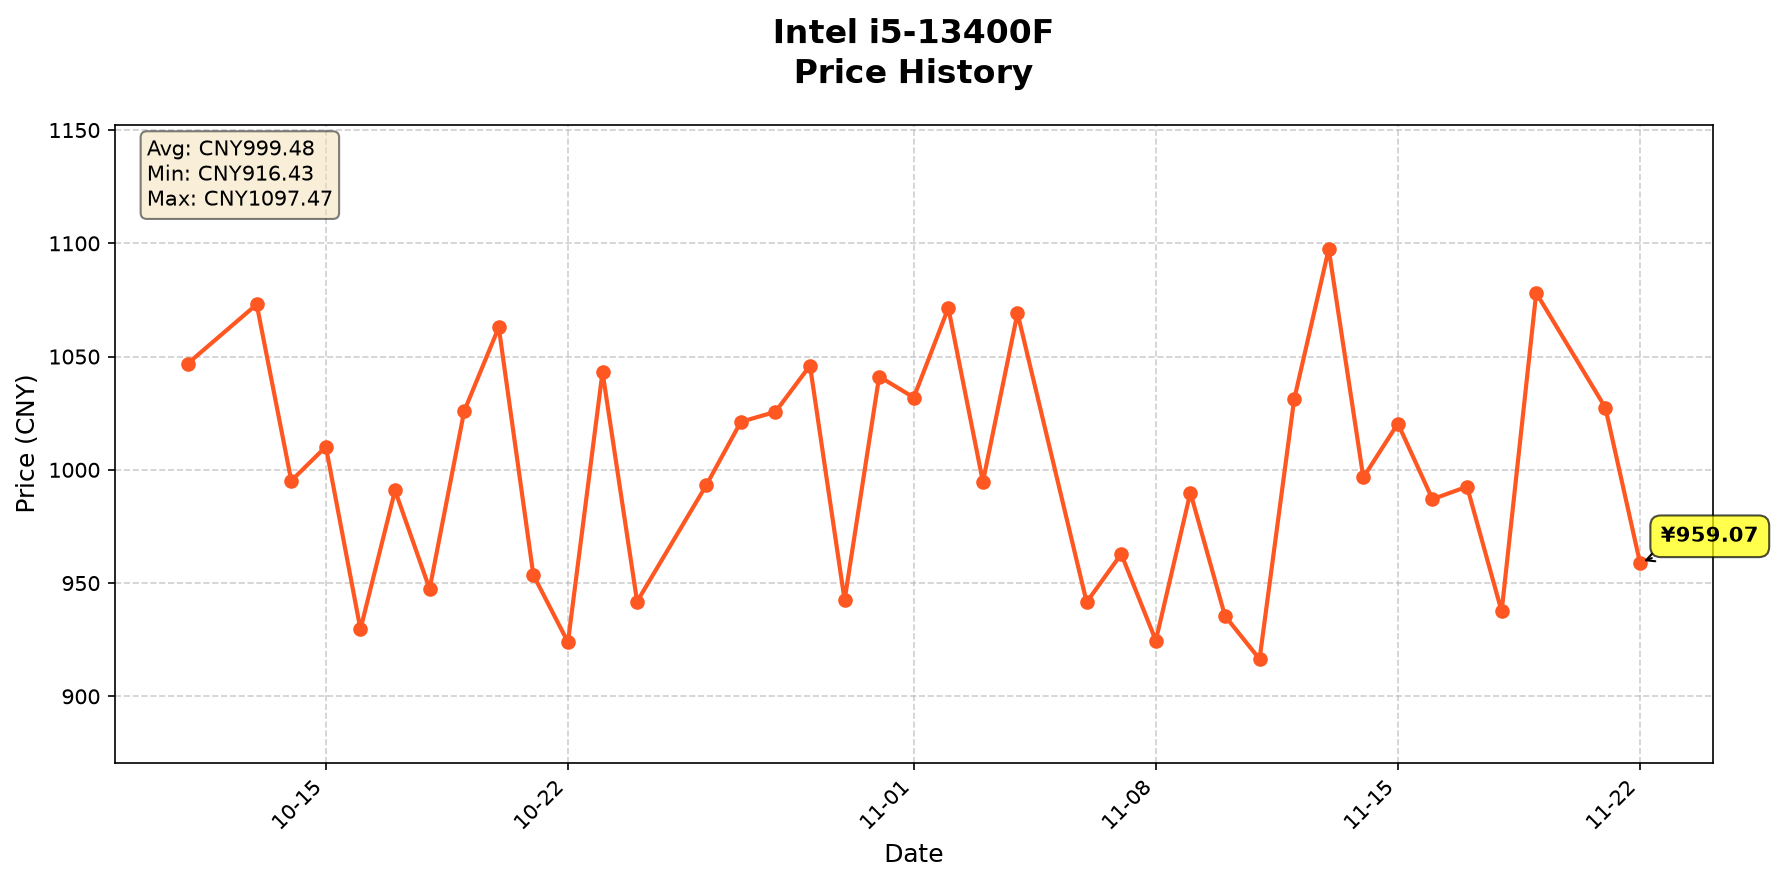 Intel i5-13400F
Price History
Avg: CNY999.48
Min: CNY916.43
Max: CNY1097.47
1150
1100
1050
1000
950
900
Price (CNY)
¥959.07
10-15
10-22
11-01
11-08
11-15
11-22
Date